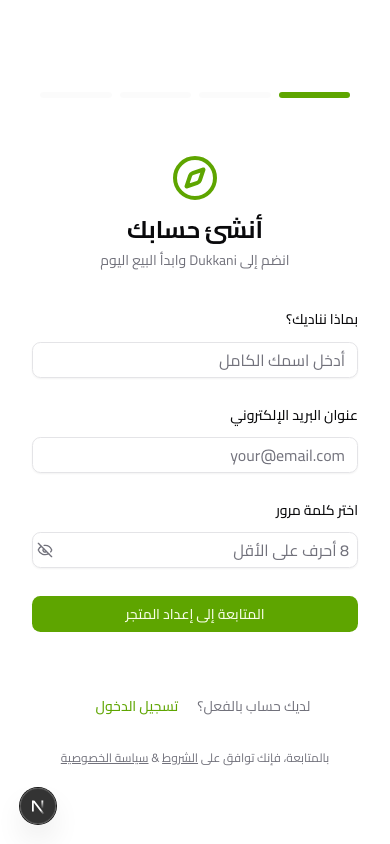 أنشئ حسابك
انضم إلى Dukkani وابدأ البيع اليوم
بماذا نناديك؟
أدخل اسمك الكامل
عنوان البريد الإلكتروني
your@email.com
اختر كلمة مرور
8 أحرف على الأقل
المتابعة إلى إعداد المتجر
لديك حساب بالفعل؟ تسجيل الدخول
بالمتابعة، فإنك توافق على الشروط & سياسة الخصوصية
N